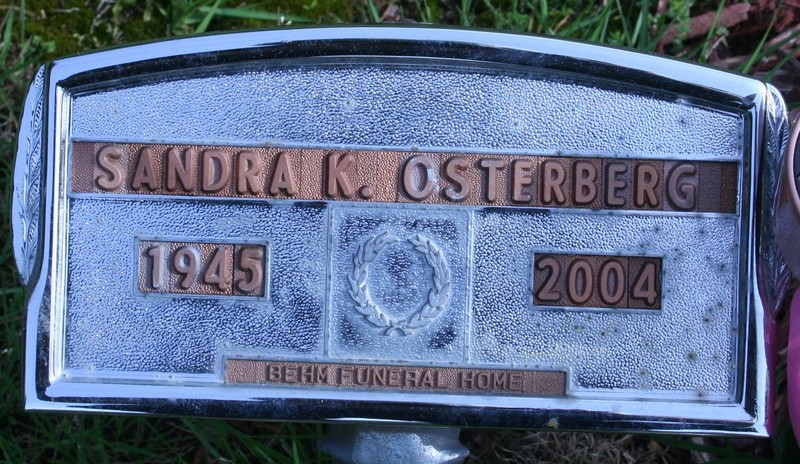 SANDRA K. OSTERBERG
1945 2004
BEHM FUNERAL HOME